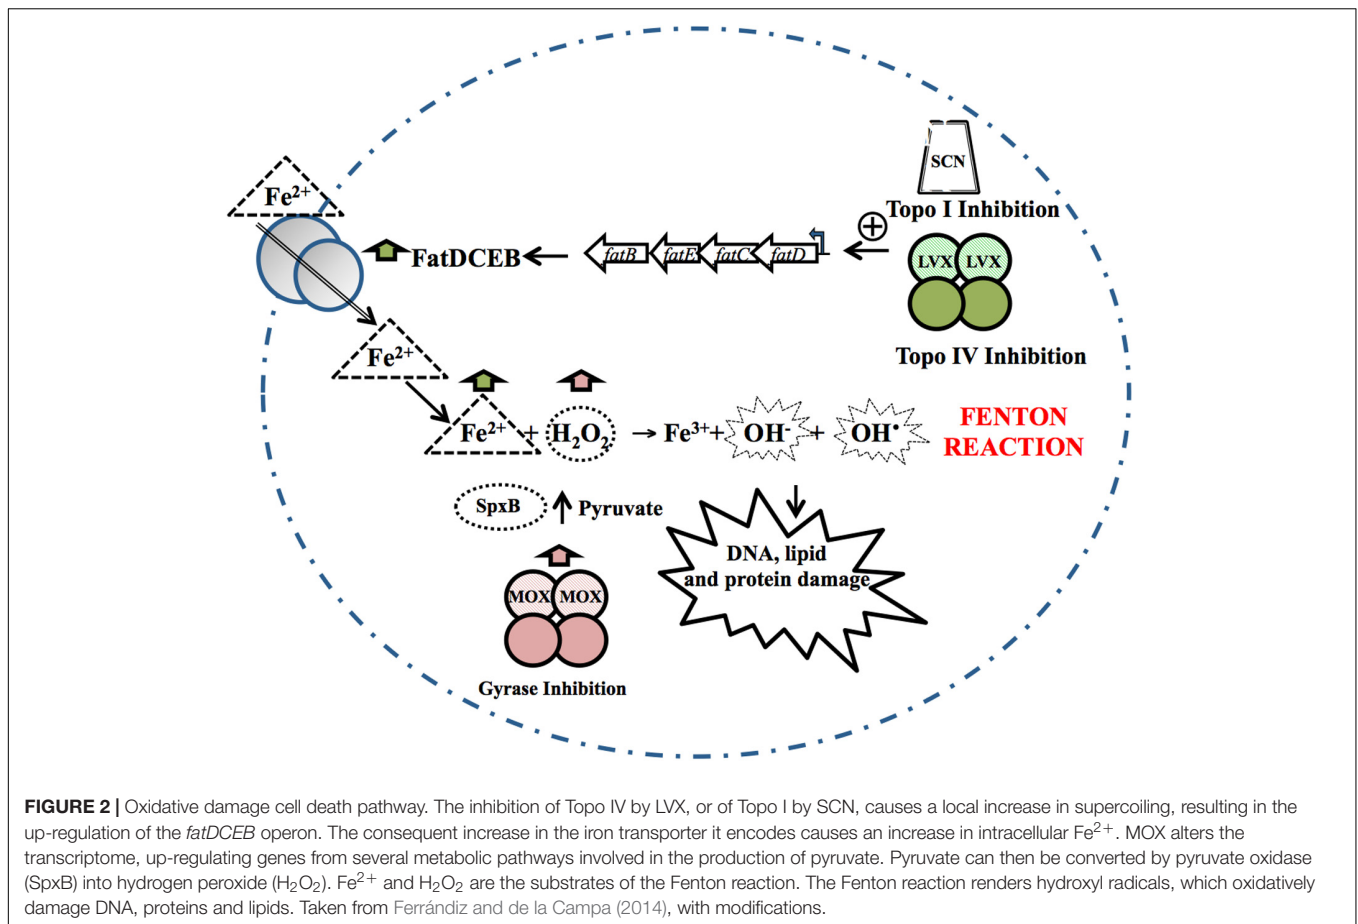 SCN
Topo I Inhibition
Fe²⁺
+
FatDCEB
fatB fatE fatC fatD
LVX LVX
Topo IV Inhibition
Fe²⁺
Fe²⁺ + H₂O₂ → Fe³⁺ + OH⁻ + OH•
FENTON
REACTION
SpxB
Pyruvate
DNA, lipid
and protein damage
MOX MOX
Gyrase Inhibition
FIGURE 2 | Oxidative damage cell death pathway. The inhibition of Topo IV by LVX, or of Topo I by SCN, causes a local increase in supercoiling, resulting in the
up-regulation of the fatDCEB operon. The consequent increase in the iron transporter it encodes causes an increase in intracellular Fe²⁺. MOX alters the
transcriptome, up-regulating genes from several metabolic pathways involved in the production of pyruvate. Pyruvate can then be converted by pyruvate oxidase
(SpxB) into hydrogen peroxide (H₂O₂). Fe²⁺ and H₂O₂ are the substrates of the Fenton reaction. The Fenton reaction renders hydroxyl radicals, which oxidatively
damage DNA, proteins and lipids. Taken from Ferrándiz and de la Campa (2014), with modifications.